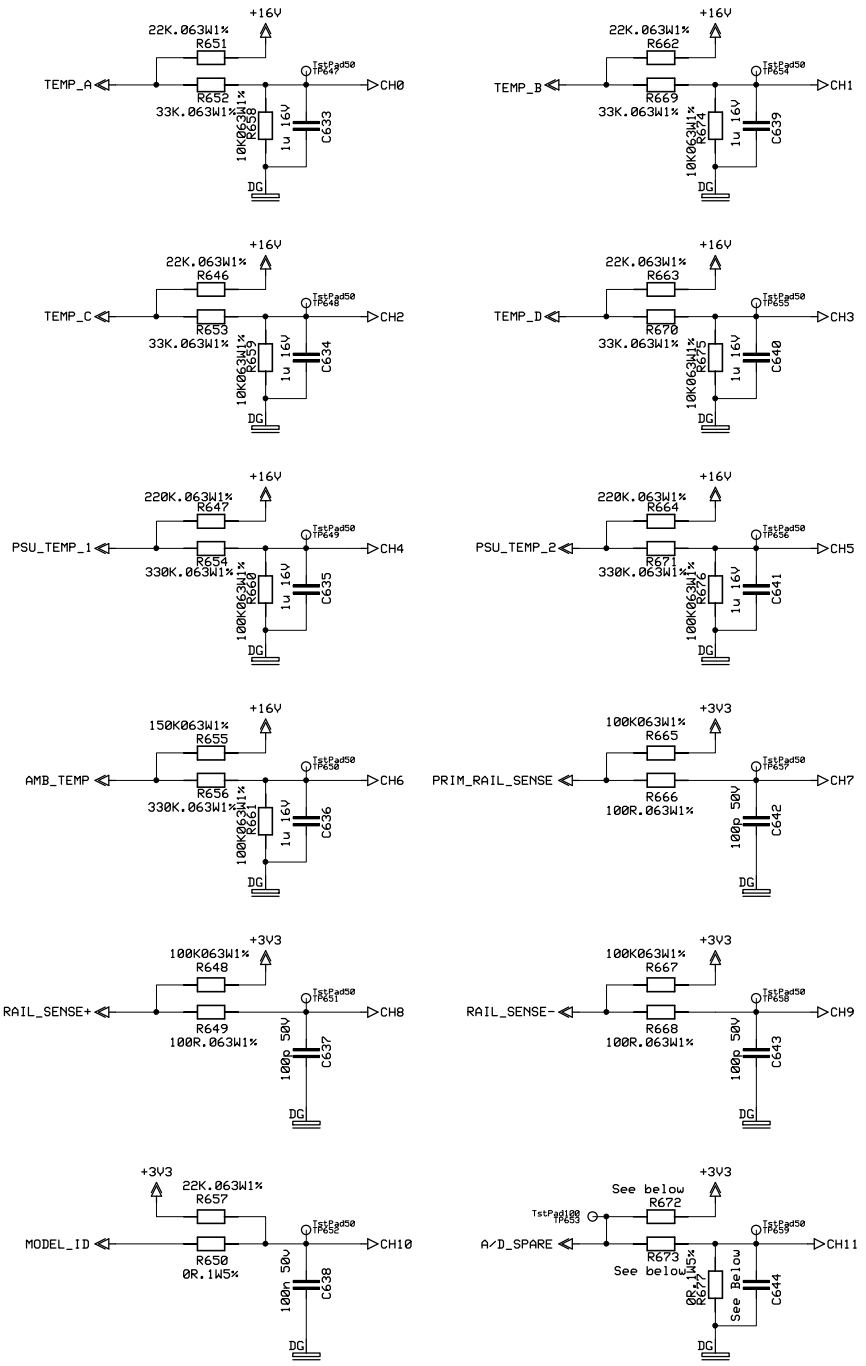 +16V
22K.063W1%
R651
TstPad50
TP647
TEMP_A
CH0
R652
33K.063W1%
10K063W1%
R658
1u 16V
C633
DG
+16V
22K.063W1%
R662
TstPad50
TP654
TEMP_B
CH1
R669
33K.063W1%
10K063W1%
R674
1u 16V
C639
DG
+16V
22K.063W1%
R646
TstPad50
TP648
TEMP_C
CH2
R653
33K.063W1%
10K063W1%
R659
1u 16V
C634
DG
+16V
22K.063W1%
R663
TstPad50
TP655
TEMP_D
CH3
R670
33K.063W1%
10K063W1%
R675
1u 16V
C640
DG
+16V
220K.063W1%
R647
TstPad50
TP649
PSU_TEMP_1
CH4
R654
330K.063W1%
100K063W1%
R660
1u 16V
C635
DG
+16V
220K.063W1%
R664
TstPad50
TP656
PSU_TEMP_2
CH5
R671
330K.063W1%
100K063W1%
R676
1u 16V
C641
DG
+16V
150K063W1%
R655
TstPad50
TP650
AMB_TEMP
CH6
R656
330K.063W1%
100K063W1%
R661
1u 16V
C636
DG
+3V3
100K063W1%
R665
TstPad50
TP657
PRIM_RAIL_SENSE
CH7
R666
100R.063W1%
100p 50V
C642
DG
+3V3
100K063W1%
R648
TstPad50
TP651
RAIL_SENSE+
CH8
R649
100R.063W1%
100p 50V
C637
DG
+3V3
100K063W1%
R667
TstPad50
TP658
RAIL_SENSE-
CH9
R668
100R.063W1%
100p 50V
C643
DG
+3V3
22K.063W1%
R657
TstPad50
TP652
MODEL_ID
CH10
R650
0R.1W5%
100n 50v
C638
DG
+3V3
See below
R672
TstPad100
TP653
TstPad50
TP659
A/D_SPARE
CH11
R673
See below
0R.1W5%
R677
See Below
C644
DG